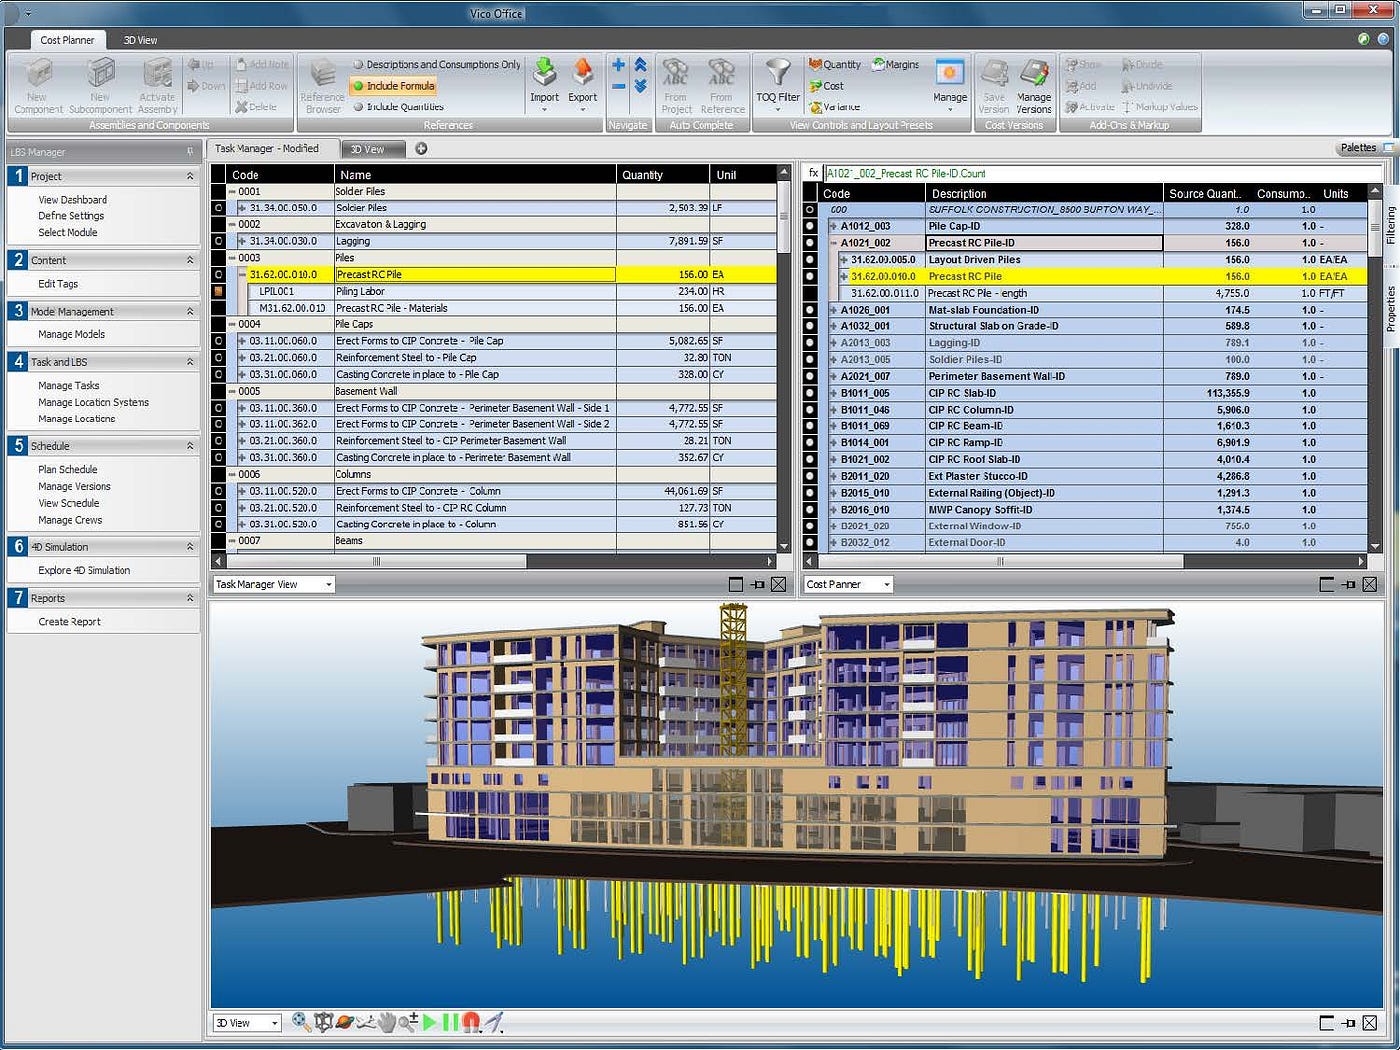 Vico Office
Cost Planner 3D View
New Component
New Subcomponent
Activate Assembly
Up
Down
Add Note
Add Row
Delete
Assemblies and Components
Reference Browser
Descriptions and Consumptions Only
Include Formula
Include Quantities
References
Import
Export
Navigate
From Project
From Reference
Auto Complete
TOQ Filter
Quantity
Margins
Cost
Variance
Manage
View Controls and Layout Presets
Save Version
Manage Versions
Cost Versions
Show
Divide
Add
Undivide
Activate
Markup Values
Add-Ons & Markup
LBS Manager
Task Manager - Modified
3D View
Palettes
Filtering
Properties
1 Project
View Dashboard
Define Settings
Select Module
2 Content
Edit Tags
3 Mode Management
Manage Models
4 Task and LBS
Manage Tasks
Manage Location Systems
Manage Locations
5 Schedule
Plan Schedule
Manage Versions
View Schedule
Manage Crews
6 4D Simulation
Explore 4D Simulation
7 Reports
Create Report
Code Name Quantity Unit
0001 Solder Piles
31.34.00.050.0 Soldier Piles 2,503.39 LF
0002 Excavation & Lagging
31.34.00.030.0 Lagging 7,891.59 SF
0003 Piles
31.62.00.010.0 Precast RC Pile 156.00 EA
LPIL001 Piling Labor 234.00 HR
M31.62.00.010 Precast RC Pile - Materials 156.00 EA
0004 Pile Caps
03.11.00.060.0 Erect Forms to CIP Concrete - Pile Cap 5,082.65 SF
03.21.00.060.0 Reinforcement Steel to - Pile Cap 32.80 TON
03.31.00.060.0 Casting Concrete in place to - Pile Cap 328.00 CY
0005 Basement Wall
03.11.00.360.0 Erect Forms to CIP Concrete - Perimeter Basement Wall - Side 1 4,772.55 SF
03.11.00.362.0 Erect Forms to CIP Concrete - Perimeter Basement Wall - Side 2 4,772.55 SF
03.21.00.360.0 Reinforcement Steel to - CIP Perimeter Basement Wall 28.21 TON
03.31.00.360.0 Casting Concrete in place to - Perimeter Basement Wall 352.67 CY
0006 Columns
03.11.00.520.0 Erect Forms to CIP Concrete - Column 44,061.69 SF
03.21.00.520.0 Reinforcement Steel to - CIP RC Column 127.73 TON
03.31.00.520.0 Casting Concrete in place to - Column 851.56 CY
0007 Beams
Task Manager View
fx A1021_002_Precast RC Pile-ID.Count
Code Description Source Quant.. Consump.. Units
000 SUFFOLK CONSTRUCTION_8500 BURTON WAY_... 1.0 1.0
A1012_003 Pile Cap-ID 328.0 1.0 -
A1021_002 Precast RC Pile-ID 156.0 1.0 -
31.62.00.005.0 Layout Driven Piles 156.0 1.0 EA/EA
31.62.00.010.0 Precast RC Pile 156.0 1.0 EA/EA
31.62.00.011.0 Precast RC Pile - length 4,755.0 1.0 FT/FT
A1026_001 Mat-slab Foundation-ID 174.5 1.0 -
A1032_001 Structural Slab on Grade-ID 589.8 1.0 -
A2013_003 Lagging-ID 789.1 1.0 -
A2013_005 Soldier Piles-ID 100.0 1.0 -
A2021_007 Perimeter Basement Wall-ID 789.0 1.0 -
B1011_005 CIP RC Slab-ID 113,355.9 1.0
B1011_046 CIP RC Column-ID 5,906.0 1.0
B1011_069 CIP RC Beam-ID 1,610.3 1.0
B1014_001 CIP RC Ramp-ID 6,901.9 1.0
B1021_002 CIP RC Roof Slab-ID 4,010.4 1.0
B2011_020 Ext Plaster Stucco-ID 4,286.8 1.0
B2015_010 External Railing (Object)-ID 1,291.3 1.0
B2016_010 MWP Canopy Soffit-ID 1,374.5 1.0
B2021_020 External Window-ID 755.0 1.0
B2032_012 External Door-ID 4.0 1.0
Cost Planner
3D View